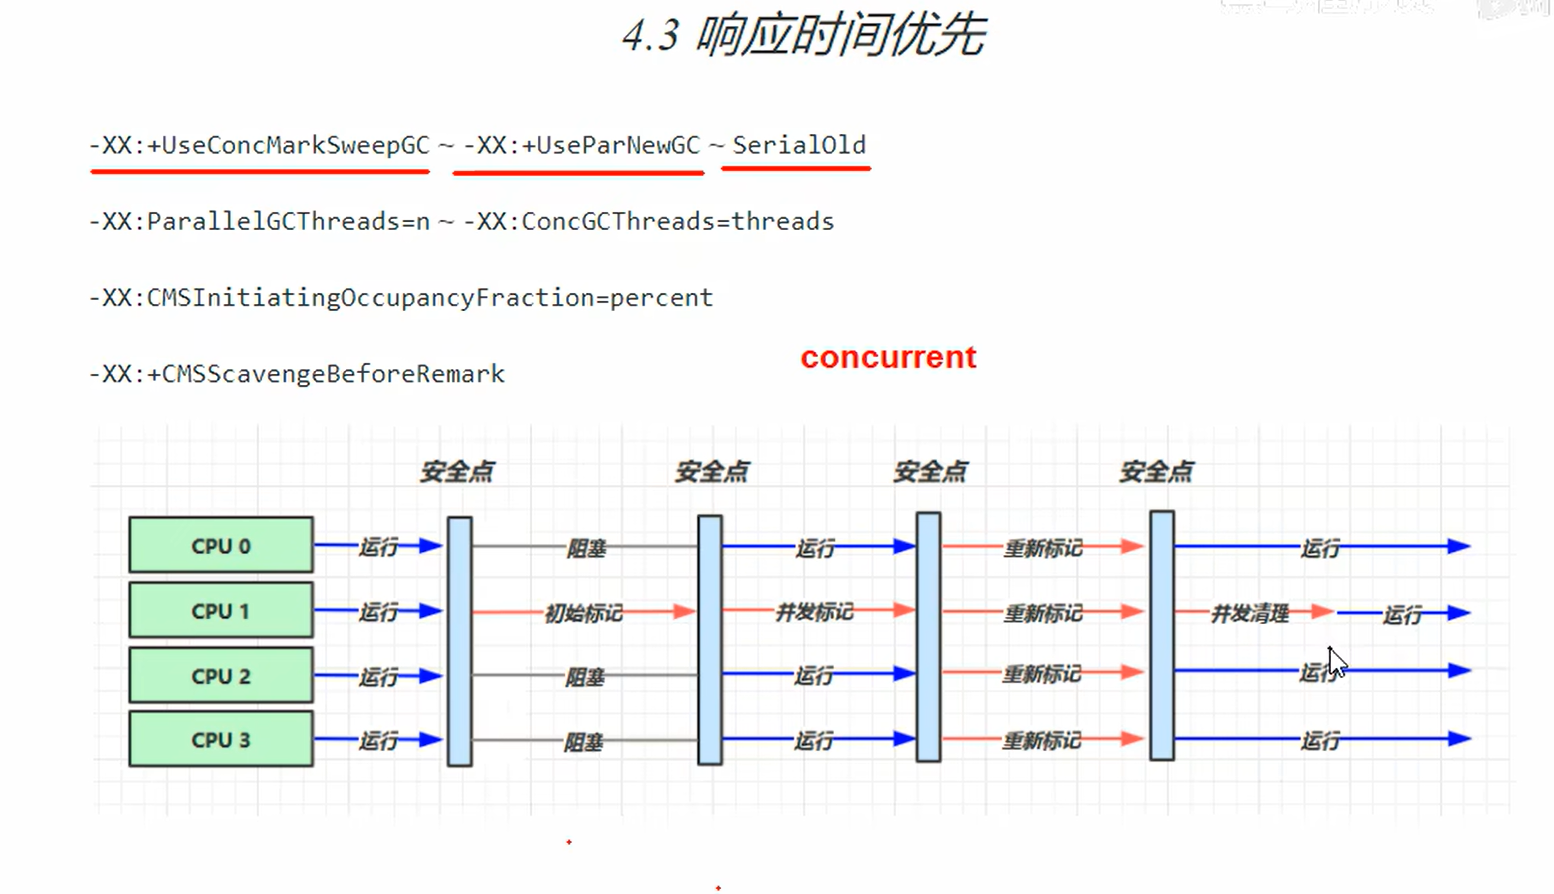 4.3 响应时间优先
-XX:+UseConcMarkSweepGC ~ -XX:+UseParNewGC ~ SerialOld
-XX:ParallelGCThreads=n ~ -XX:ConcGCThreads=threads
-XX:CMSInitiatingOccupancyFraction=percent
concurrent
-XX:+CMSScavengeBeforeRemark
安全点 安全点 安全点 安全点
CPU 0 运行 阻塞 运行 重新标记 运行
CPU 1 运行 初始标记 并发标记 重新标记 并发清理 运行
CPU 2 运行 阻塞 运行 重新标记 运行
CPU 3 运行 阻塞 运行 重新标记 运行